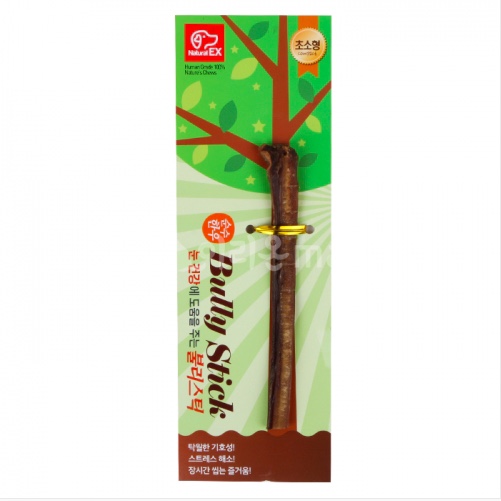 Natural EX
Human Grade 100%
Nature's Chews
초소형
순수
한우
Bully Stick
눈 건강에 도움을 주는 불리스틱
탁월한 기호성!
스트레스 해소!
장시간 씹는 즐거움!